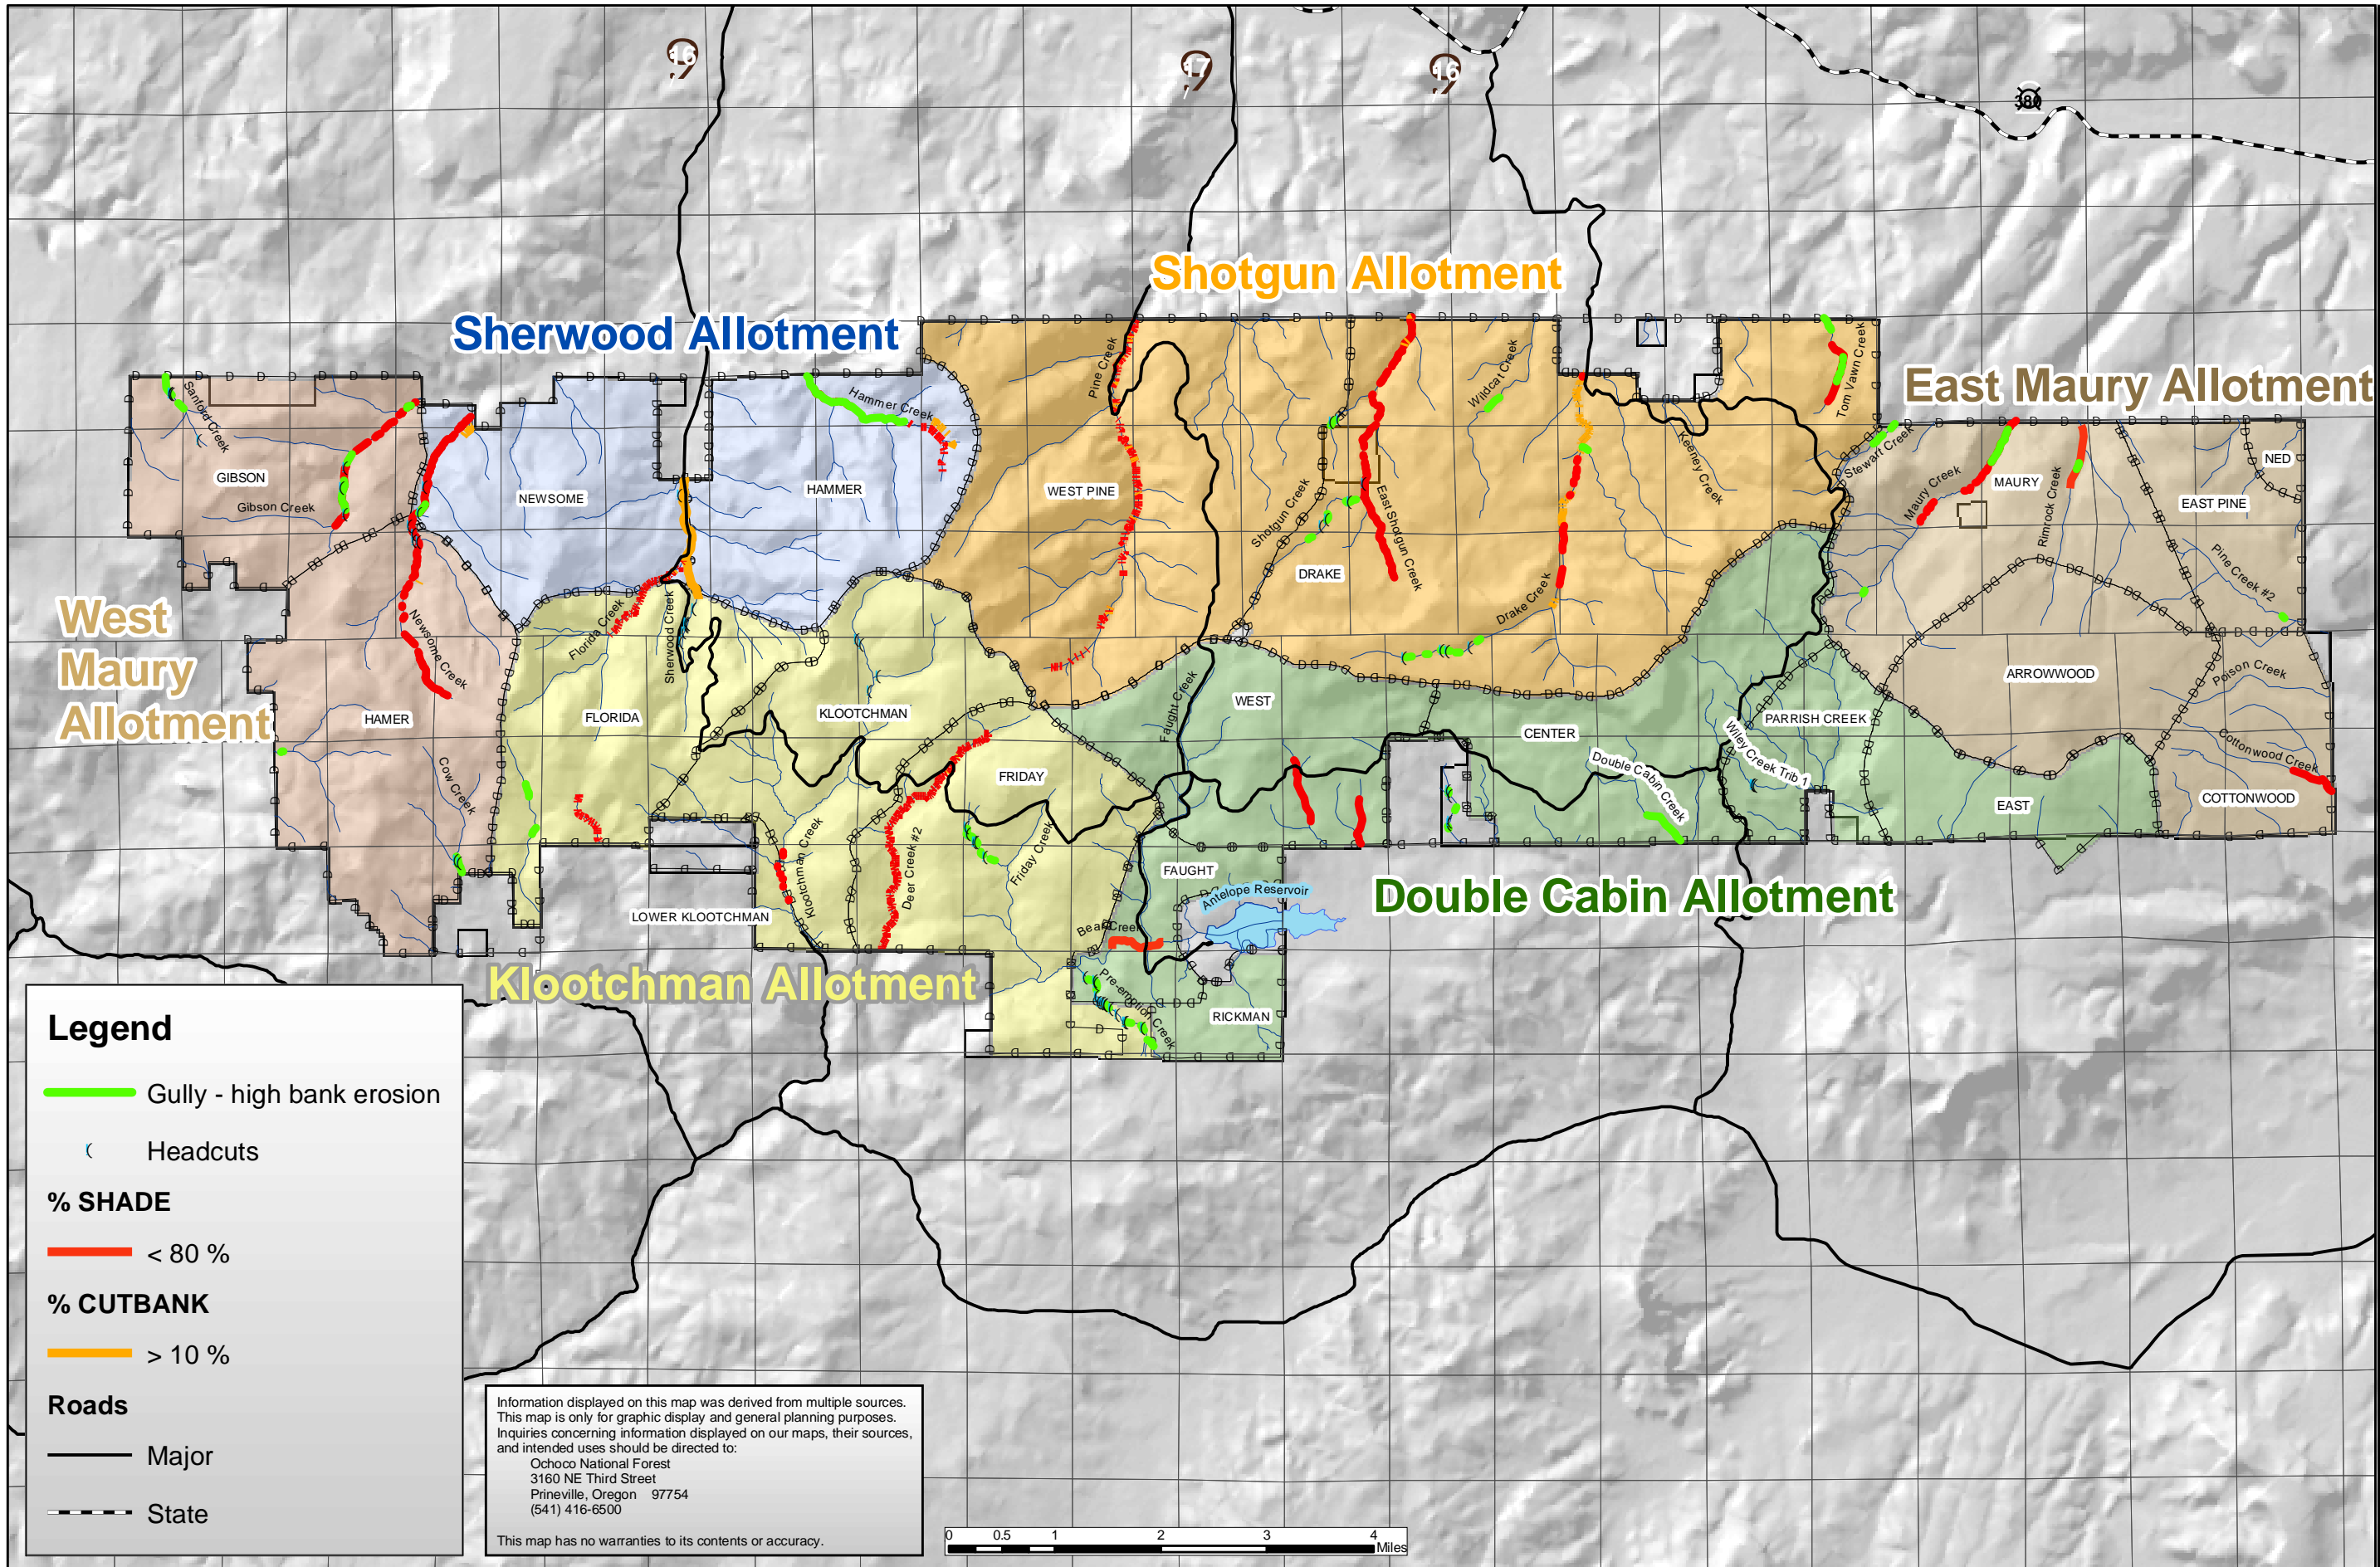 16
17
16
380
Shotgun Allotment
Sherwood Allotment
East Maury Allotment
West
Maury
Allotment
Klootchman Allotment
Double Cabin Allotment
Sanford Creek
GIBSON
Gibson Creek
NEWSOME
Hammer Creek
HAMMER
Pine Creek
WEST PINE
Shotgun Creek
East Shotgun Creek
DRAKE
Wildcat Creek
Drake Creek
Keeney Creek
Tom Vawn Creek
Stewart Creek
Maury Creek
MAURY
Rimrock Creek
NED
EAST PINE
Pine Creek #2
Newsome Creek
HAMER
Cow Creek
Florida Creek
Sherwood Creek
FLORIDA
KLOOTCHMAN
FRIDAY
Faught Creek
WEST
CENTER
Double Cabin Creek
Wiley Creek Trib 1
PARRISH CREEK
ARROWWOOD
Poison Creek
Cottonwood Creek
COTTONWOOD
EAST
LOWER KLOOTCHMAN
Klootchman Creek
Deer Creek #2
Friday Creek
FAUGHT
Antelope Reservoir
Bear Creek
Pre-emption Creek
RICKMAN
Legend
Gully - high bank erosion
Headcuts
% SHADE
< 80 %
% CUTBANK
> 10 %
Roads
Major
State
Information displayed on this map was derived from multiple sources.
This map is only for graphic display and general planning purposes.
Inquiries concerning information displayed on our maps, their sources,
and intended uses should be directed to:
Ochoco National Forest
3160 NE Third Street
Prineville, Oregon 97754
(541) 416-6500
This map has no warranties to its contents or accuracy.
0 0.5 1 2 3 4
Miles